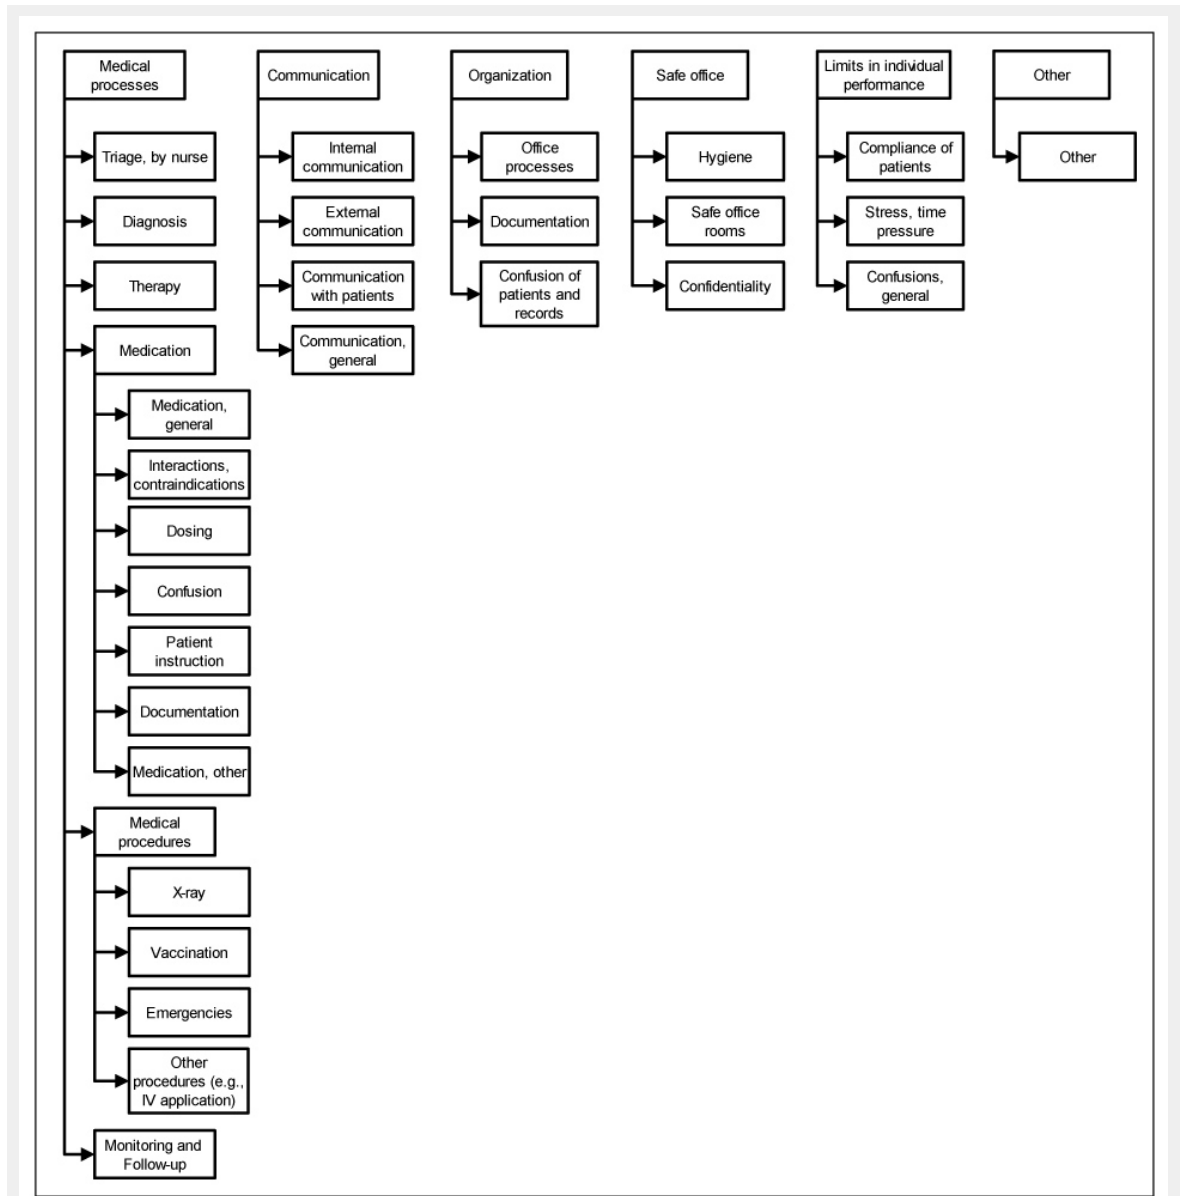 Medical
processes
Triage, by nurse
Diagnosis
Therapy
Medication
Medication,
general
Interactions,
contraindications
Dosing
Confusion
Patient
instruction
Documentation
Medication, other
Medical
procedures
X-ray
Vaccination
Emergencies
Other
procedures (e.g.,
IV application)
Monitoring and
Follow-up
Communication
Internal
communication
External
communication
Communication
with patients
Communication,
general
Organization
Office
processes
Documentation
Confusion of
patients and
records
Safe office
Hygiene
Safe office
rooms
Confidentiality
Limits in individual
performance
Compliance of
patients
Stress, time
pressure
Confusions,
general
Other
Other